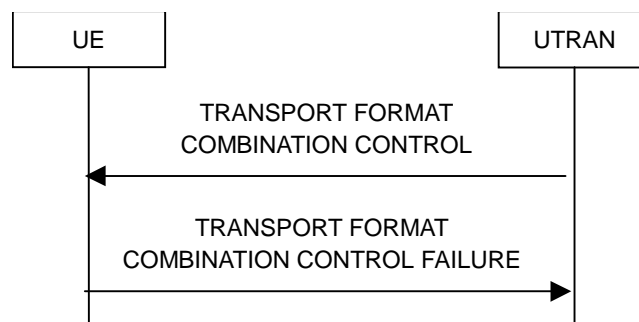 UE
UTRAN
TRANSPORT FORMAT
COMBINATION CONTROL
TRANSPORT FORMAT
COMBINATION CONTROL FAILURE